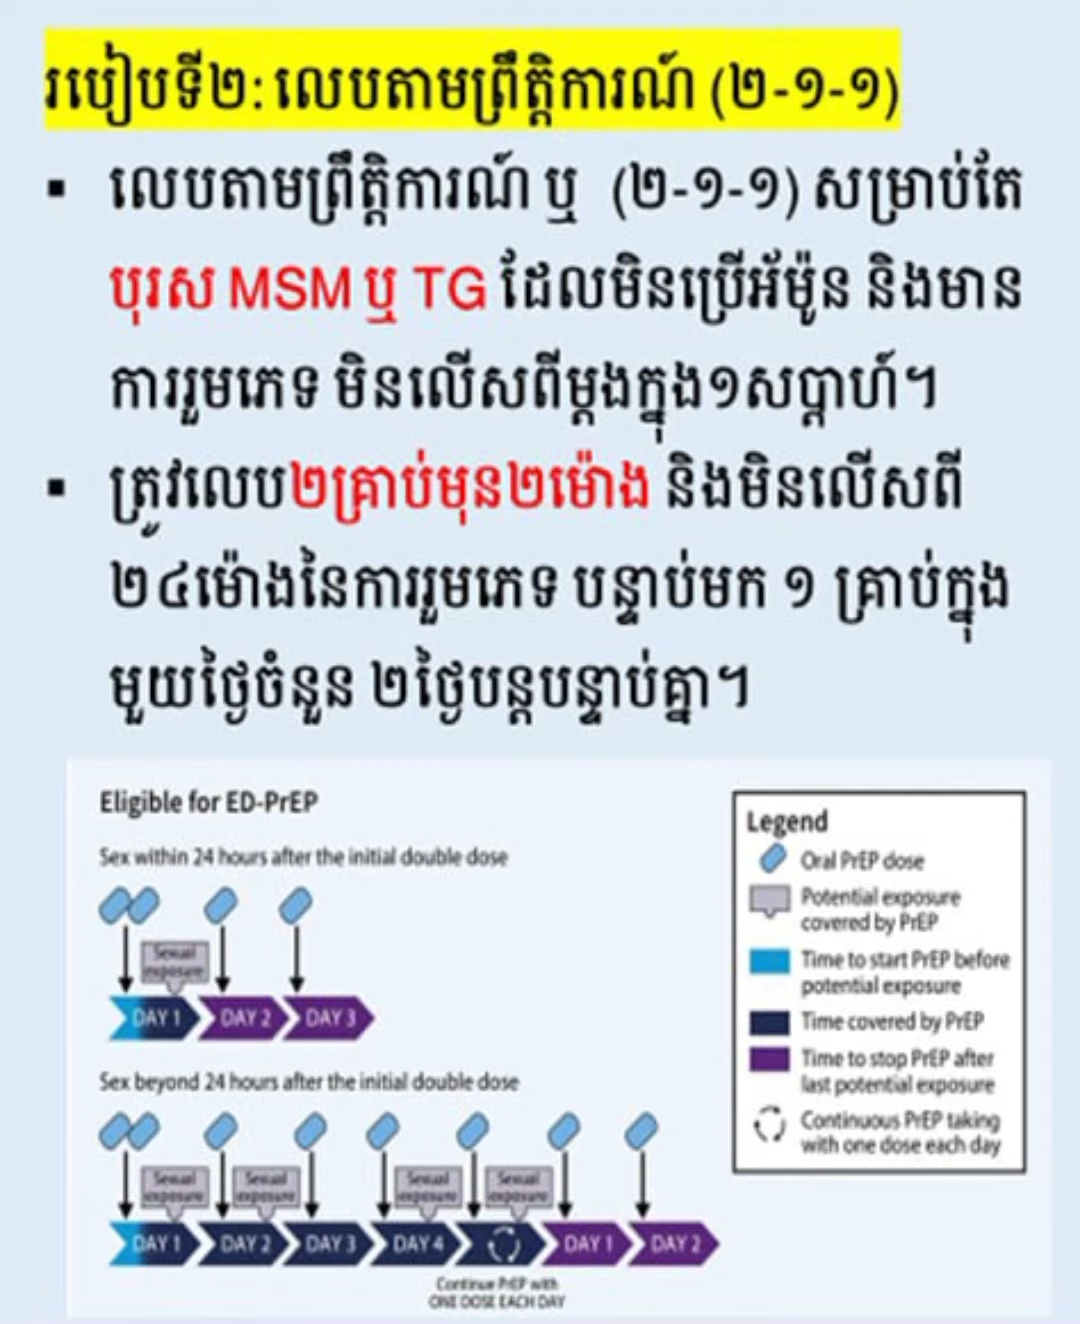 របៀបទី២: លេបតាមព្រឹត្តិការណ៍ (២-១-១)
▪ លេបតាមព្រឹត្តិការណ៍ ឬ (២-១-១) សម្រាប់តែ
បុរស MSM ឬ TG ដែលមិនប្រើអ័រម៉ូន និងមាន
ការរួមភេទ មិនលើសពីម្តងក្នុង១សប្តាហ៍។
▪ ត្រូវលេប២គ្រាប់មុន២ម៉ោង និងមិនលើសពី
២៤ម៉ោងនៃការរួមភេទ បន្ទាប់មក ១ គ្រាប់ក្នុង
មួយថ្ងៃចំនួន ២ថ្ងៃបន្តបន្ទាប់គ្នា។
Eligible for ED-PrEP
Sex within 24 hours after the initial double dose
Sexual
exposure
DAY 1 DAY 2 DAY 3
Sex beyond 24 hours after the initial double dose
Sexual Sexual Sexual Sexual
exposure exposure exposure exposure
DAY 1 DAY 2 DAY 3 DAY 4 DAY 1 DAY 2
Continue PrEP with
ONE DOSE EACH DAY
Legend
Oral PrEP dose
Potential exposure
covered by PrEP
Time to start PrEP before
potential exposure
Time covered by PrEP
Time to stop PrEP after
last potential exposure
Continuous PrEP taking
with one dose each day